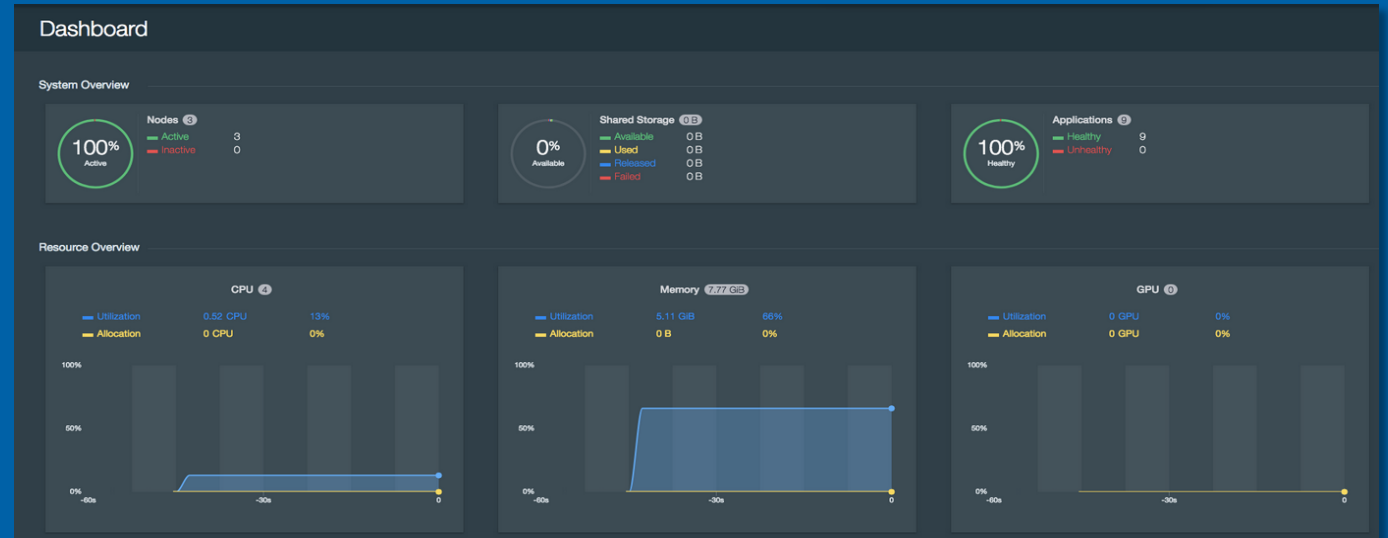 Dashboard
System Overview
Nodes 3
Active 3
Inactive 0
100%
Active
Shared Storage 0 B
Available 0 B
Used 0 B
Released 0 B
Failed 0 B
0%
Available
Applications 9
Healthy 9
Unhealthy 0
100%
Healthy
Resource Overview
CPU 4
Utilization 0.52 CPU 13%
Allocation 0 CPU 0%
100%
50%
0%
-60s -30s 0
Memory 7.77 GiB
Utilization 5.11 GiB 66%
Allocation 0 B 0%
100%
50%
0%
-60s -30s 0
GPU 0
Utilization 0 GPU 0%
Allocation 0 GPU 0%
100%
50%
0%
-60s -30s 0